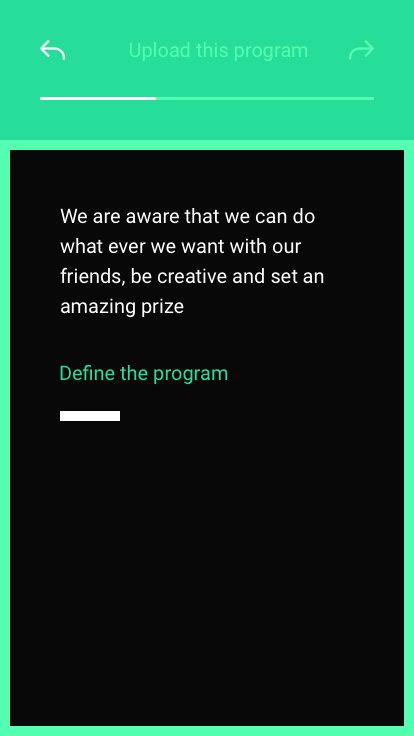 Upload this program
We are aware that we can do
what ever we want with our
friends, be creative and set an
amazing prize
Define the program